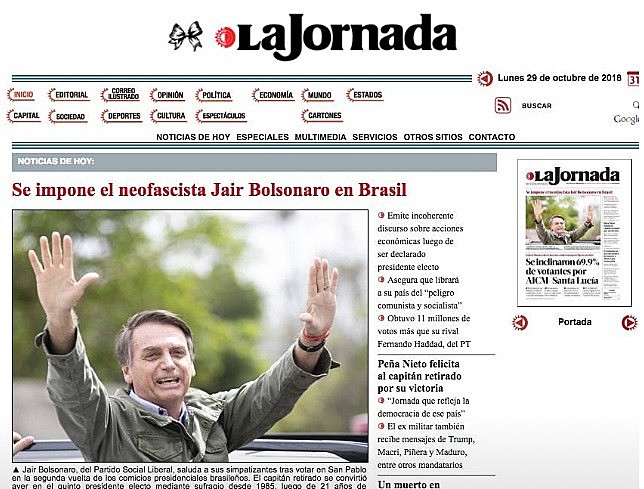 LaJornada
Lunes 29 de octubre de 2018
31
INICIO
EDITORIAL
CORREO ILUSTRADO
OPINIÓN
POLÍTICA
ECONOMÍA
MUNDO
ESTADOS
CAPITAL
SOCIEDAD
DEPORTES
CULTURA
ESPECTÁCULOS
CARTONES
BUSCAR
Google
NOTICIAS DE HOY ESPECIALES MULTIMEDIA SERVICIOS OTROS SITIOS CONTACTO
NOTICIAS DE HOY:
Se impone el neofascista Jair Bolsonaro en Brasil
Emite incoherente
discurso sobre acciones
económicas luego de
ser declarado
presidente electo
Asegura que librará
a su país del “peligro
comunista y socialista”
Obtuvo 11 millones de
votos más que su rival
Fernando Haddad, del PT
Peña Nieto felicita
al capitán retirado
por su victoria
“Jornada que refleja la
democracia de ese país”
El ex militar también
recibe mensajes de Trump,
Macri, Piñera y Maduro,
entre otros mandatarios
Un muerto en
▲ Jair Bolsonaro, del Partido Social Liberal, saluda a sus simpatizantes tras votar en San Pablo
en la segunda vuelta de los comicios presidenciales brasileños. El capitán retirado se convirtió
ayer en el quinto presidente electo mediante sufragio desde 1985, luego de 21 años de
LaJornada
Se impone el neofascista Jair Bolsonaro en Brasil
Se inclinaron 69.9%
de votantes por
AICM-Santa Lucía
Portada